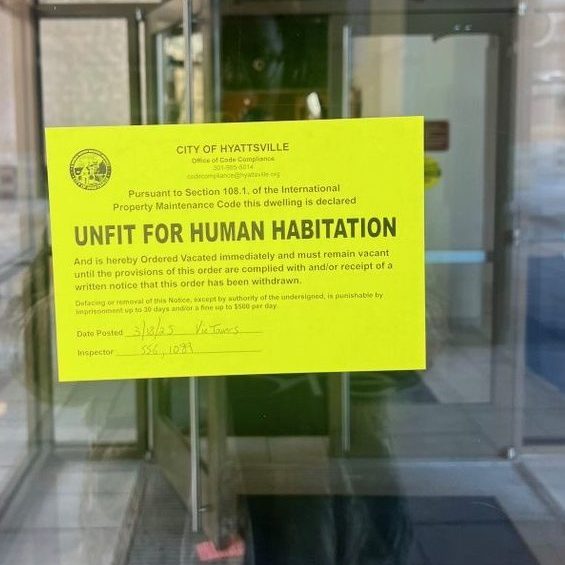 CITY OF HYATTSVILLE
Office of Code Compliance
301-985-5014
codecompliance@hyattsville.org
Pursuant to Section 108.1. of the International
Property Maintenance Code this dwelling is declared
UNFIT FOR HUMAN HABITATION
And is hereby Ordered Vacated immediately and must remain vacant
until the provisions of this order are complied with and/or receipt of a
written notice that this order has been withdrawn.
Defacing or removal of this Notice, except by authority of the undersigned, is punishable by
imprisonment up to 30 days and/or a fine up to $500 per day.
Date Posted 3/13/25
Inspector